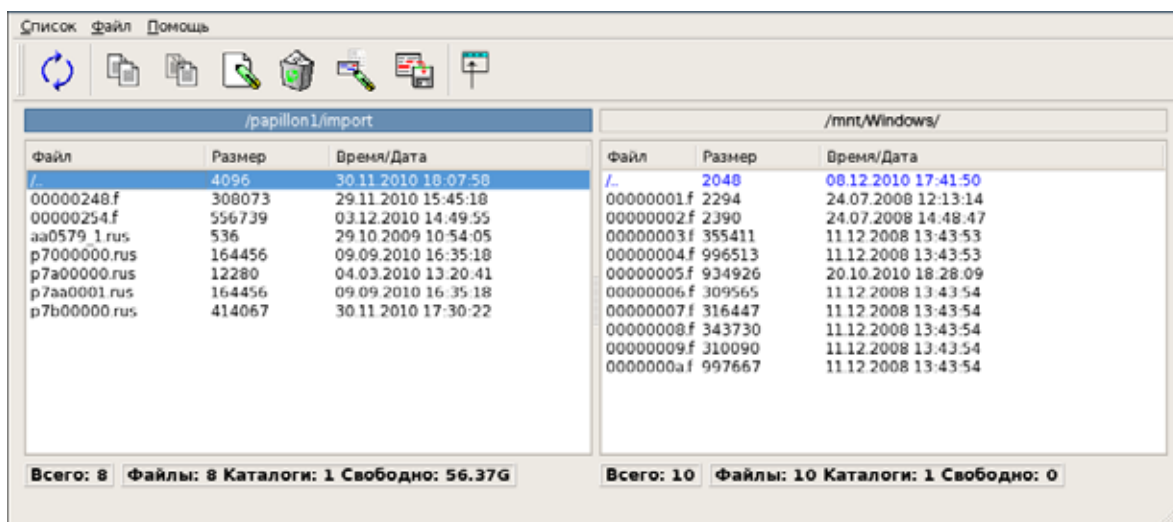 Список Файл Помощь
/papillon1/import
Файл Размер Время/Дата
/.. 4096 30.11.2010 18:07:58
00000248.f 308073 29.11.2010 15:45:18
00000254.f 556739 03.12.2010 14:49:55
aa0579_1.rus 536 29.10.2009 10:54:05
p7000000.rus 164456 09.09.2010 16:35:18
p7a00000.rus 12280 04.03.2010 13:20:41
p7aa0001.rus 164456 09.09.2010 16:35:18
p7b00000.rus 414067 30.11.2010 17:30:22
Всего: 8 Файлы: 8 Каталоги: 1 Свободно: 56.37G
/mnt/Windows/
Файл Размер Время/Дата
/.. 2048 08.12.2010 17:41:50
00000001.f 2294 24.07.2008 12:13:14
00000002.f 2390 24.07.2008 14:48:47
00000003.f 355411 11.12.2008 13:43:53
00000004.f 996513 11.12.2008 13:43:53
00000005.f 934926 20.10.2010 18:28:09
00000006.f 309565 11.12.2008 13:43:54
00000007.f 316447 11.12.2008 13:43:54
00000008.f 343730 11.12.2008 13:43:54
00000009.f 310090 11.12.2008 13:43:54
0000000a.f 997667 11.12.2008 13:43:54
Всего: 10 Файлы: 10 Каталоги: 1 Свободно: 0